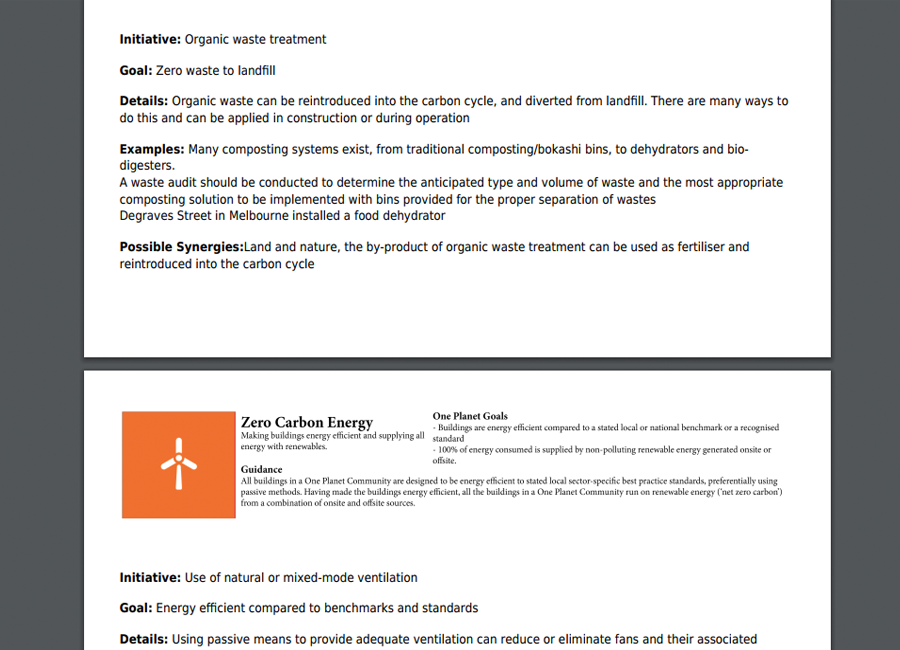 Initiative: Organic waste treatment
Goal: Zero waste to landfill
Details: Organic waste can be reintroduced into the carbon cycle, and diverted from landfill. There are many ways to
do this and can be applied in construction or during operation
Examples: Many composting systems exist, from traditional composting/bokashi bins, to dehydrators and bio-
digesters.
A waste audit should be conducted to determine the anticipated type and volume of waste and the most appropriate
composting solution to be implemented with bins provided for the proper separation of wastes
Degraves Street in Melbourne installed a food dehydrator
Possible Synergies:Land and nature, the by-product of organic waste treatment can be used as fertiliser and
reintroduced into the carbon cycle
Zero Carbon Energy
Making buildings energy efficient and supplying all
energy with renewables.
One Planet Goals
- Buildings are energy efficient compared to a stated local or national benchmark or a recognised
standard
- 100% of energy consumed is supplied by non-polluting renewable energy generated onsite or
offsite.
Guidance
All buildings in a One Planet Community are designed to be energy efficient to stated local sector-specific best practice standards, preferentially using
passive methods. Having made the buildings energy efficient, all the buildings in a One Planet Community run on renewable energy ('net zero carbon')
from a combination of onsite and offsite sources.
Initiative: Use of natural or mixed-mode ventilation
Goal: Energy efficient compared to benchmarks and standards
Details: Using passive means to provide adequate ventilation can reduce or eliminate fans and their associated